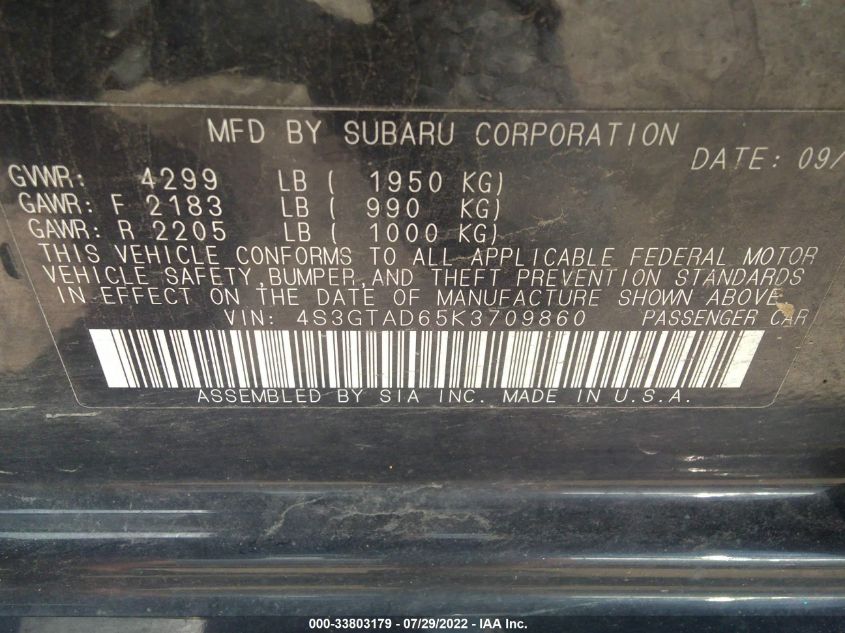 MFD BY SUBARU CORPORATION
DATE: 09/
GVWR: 4299 LB ( 1950 KG)
GAWR: F 2183 LB ( 990 KG)
GAWR: R 2205 LB ( 1000 KG)
THIS VEHICLE CONFORMS TO ALL APPLICABLE FEDERAL MOTOR
VEHICLE SAFETY, BUMPER, AND THEFT PREVENTION STANDARDS
IN EFFECT ON THE DATE OF MANUFACTURE SHOWN ABOVE.
VIN: 4S3GTAD65K3709860 PASSENGER CAR
ASSEMBLED BY SIA INC. MADE IN U.S.A.
000-33803179 - 07/29/2022 - IAA Inc.